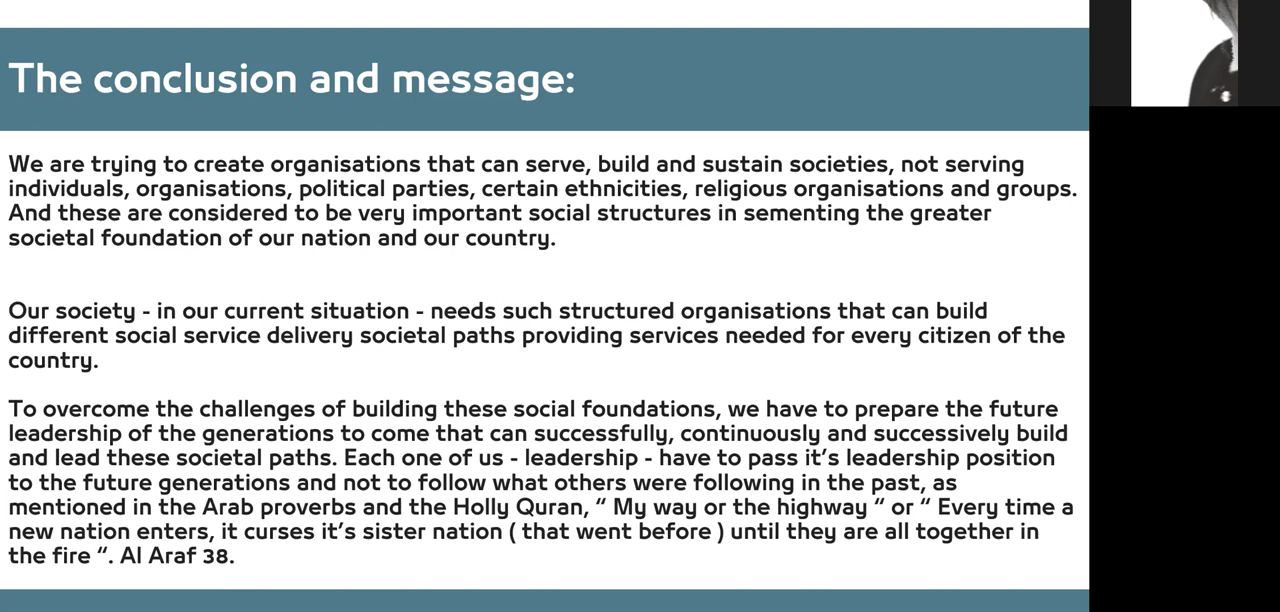 The conclusion and message:
We are trying to create organisations that can serve, build and sustain societies, not serving
individuals, organisations, political parties, certain ethnicities, religious organisations and groups.
And these are considered to be very important social structures in sementing the greater
societal foundation of our nation and our country.
Our society - in our current situation - needs such structured organisations that can build
different social service delivery societal paths providing services needed for every citizen of the
country.
To overcome the challenges of building these social foundations, we have to prepare the future
leadership of the generations to come that can successfully, continuously and successively build
and lead these societal paths. Each one of us - leadership - have to pass it’s leadership position
to the future generations and not to follow what others were following in the past, as
mentioned in the Arab proverbs and the Holly Quran, “ My way or the highway “ or “ Every time a
new nation enters, it curses it’s sister nation ( that went before ) until they are all together in
the fire “. Al Araf 38.